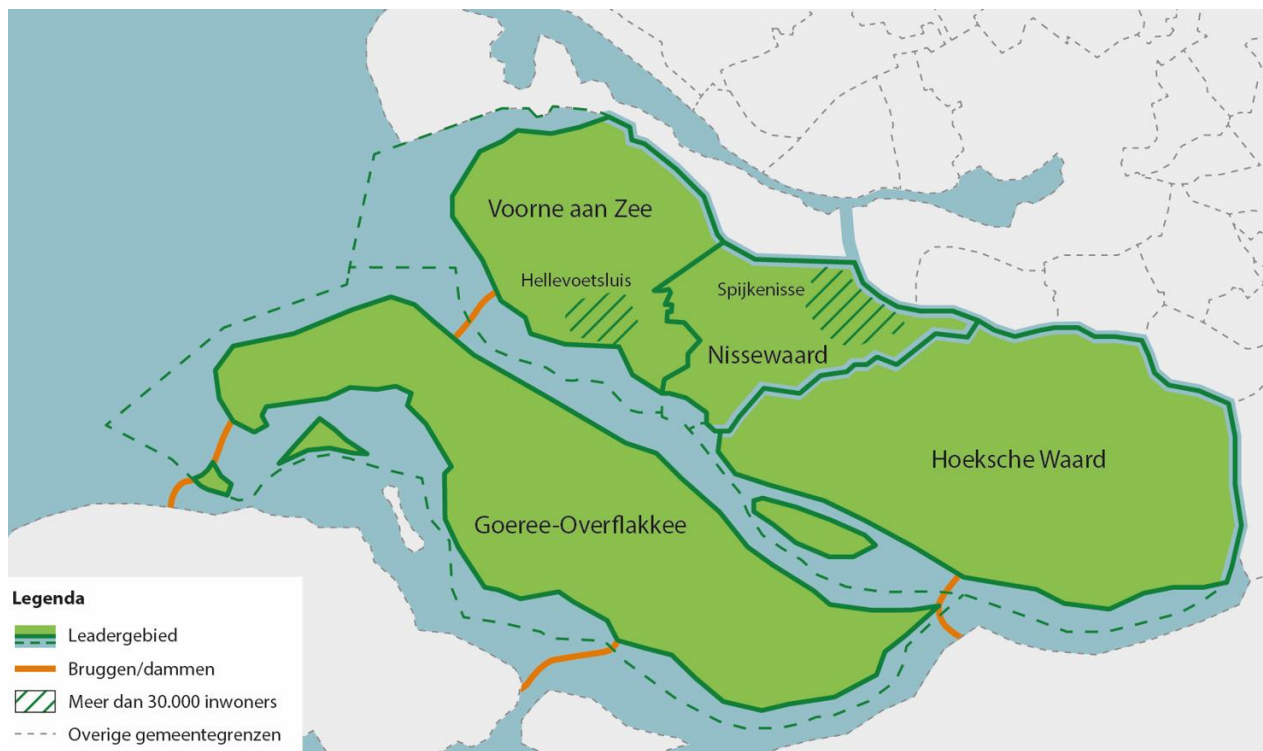 Voorne aan Zee
Hellevoetsluis
Spijkenisse
Nissewaard
Hoeksche Waard
Goeree-Overflakkee
Legenda
Leadergebied
Bruggen/dammen
Meer dan 30.000 inwoners
Overige gemeentegrenzen